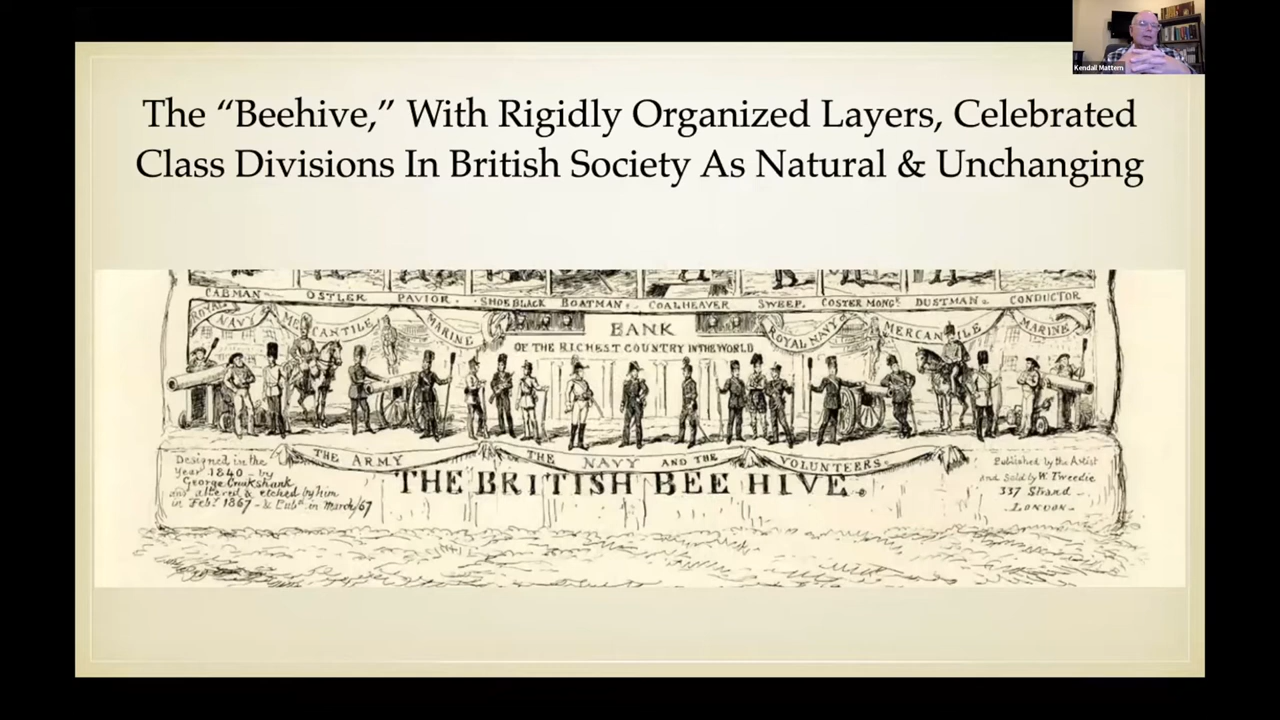 Kendall Mattern
The “Beehive,” With Rigidly Organized Layers, Celebrated
Class Divisions In British Society As Natural & Unchanging
CABMAN OSTLER PAVIOR. SHOE BLACK BOATMAN. COALHEAVER SWEEP. COSTER MONGR DUSTMAN. CONDUCTOR
ROYAL NAVY MERCANTILE MARINE BANK ROYAL NAVY MERCANTILE MARINE
OF THE RICHEST COUNTRY IN THE WORLD
THE ARMY THE NAVY AND THE VOLUNTEERS
THE BRITISH BEE HIVE.
Designed in the
Year 1840 - by
George Cruikshank
and altered & etched by him
in Feby. 1867 - & Pubd. in March/67
Published by the Artist
and Sold by W. Tweedie
337 Strand
LONDON